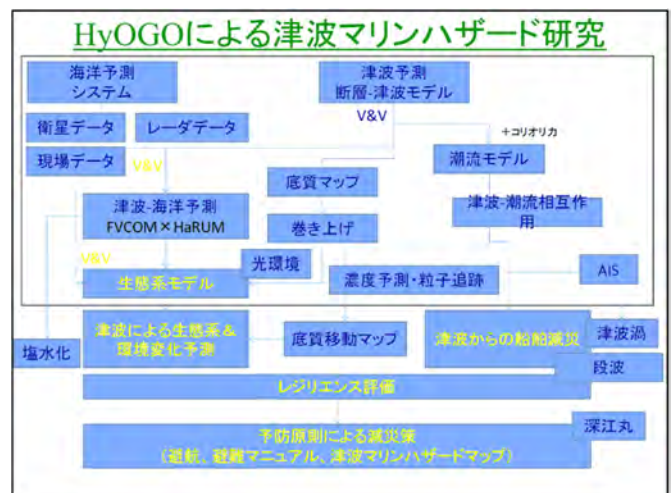 HyOGOによる津波マリンハザード研究
海洋予測
システム
津波予測
断層-津波モデル
V&V
衛星データ
レーダデータ
+コリオリカ
現場データ
V&V
潮流モデル
底質マップ
津波-海洋予測
FVCOM×HaRUM
津波-潮流相互作
用
巻き上げ
V&V
光環境
生態系モデル
濃度予測・粒子追跡
AIS
津波による生態系&
環境変化予測
底質移動マップ
津波からの船舶減災
津波渦
塩水化
段波
レジリエンス評価
深江丸
予防原則による減災策
(避航、避難マニュアル、津波マリンハザードマップ)